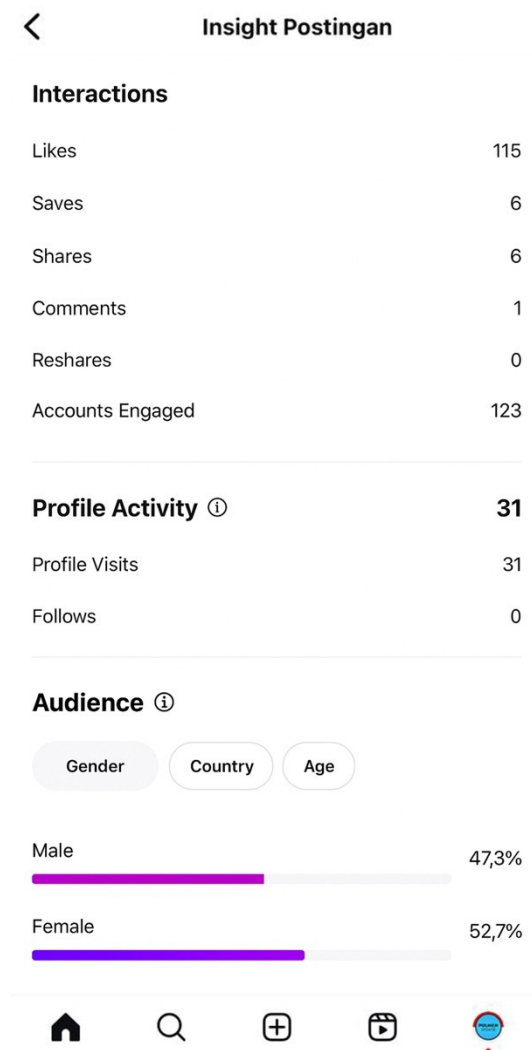 Insight Postingan
Interactions
Likes 115
Saves 6
Shares 6
Comments 1
Reshares 0
Accounts Engaged 123
Profile Activity 31
Profile Visits 31
Follows 0
Audience
Gender Country Age
Male 47,3%
Female 52,7%